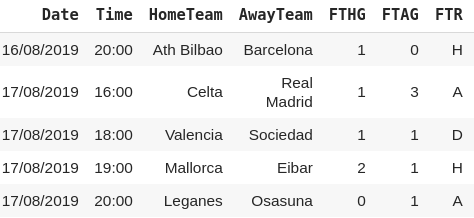 Date Time HomeTeam AwayTeam FTHG FTAG FTR
16/08/2019 20:00 Ath Bilbao Barcelona 1 0 H
17/08/2019 16:00 Celta Real Madrid 1 3 A
17/08/2019 18:00 Valencia Sociedad 1 1 D
17/08/2019 19:00 Mallorca Eibar 2 1 H
17/08/2019 20:00 Leganes Osasuna 0 1 A